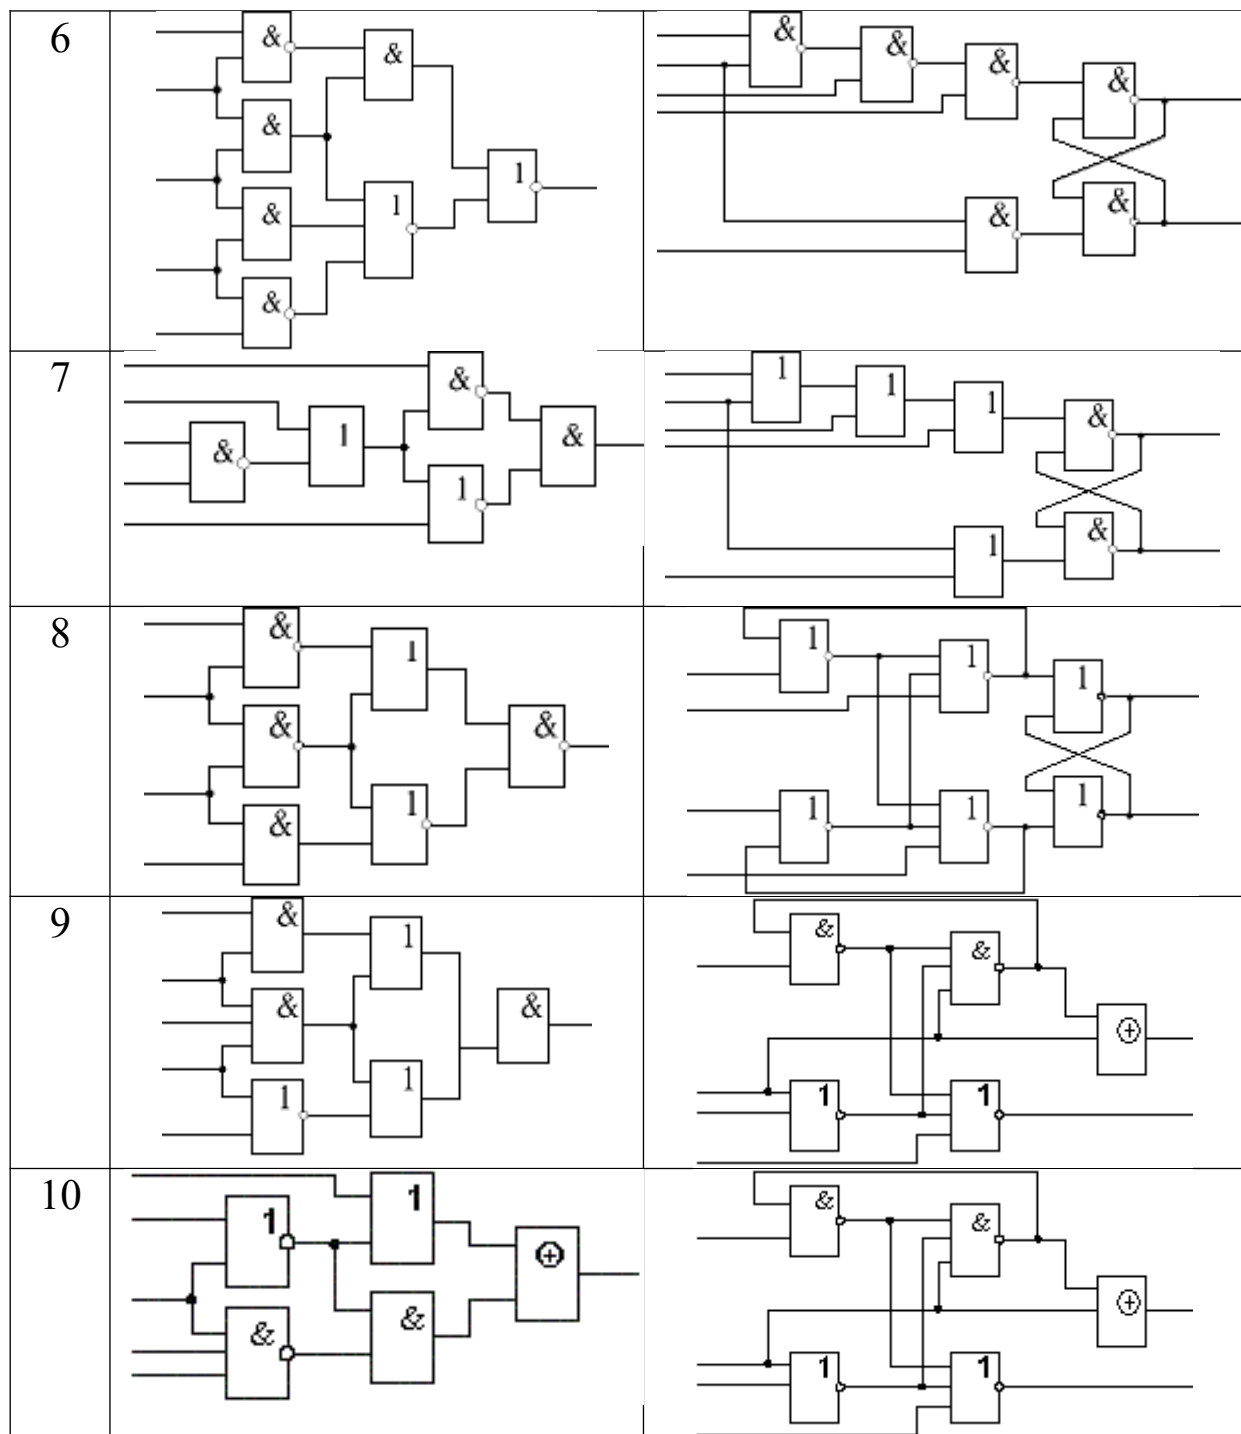 6
& & & & & 1 1
& & & & & &
7
& & 1 1 &
1 1 1 & 1 &
8
& & & 1 1 &
1 1 1 1 1 1
9
& & 1 1 1 &
& & 1 1 +
10
1 & 1 & +
& & 1 1 +